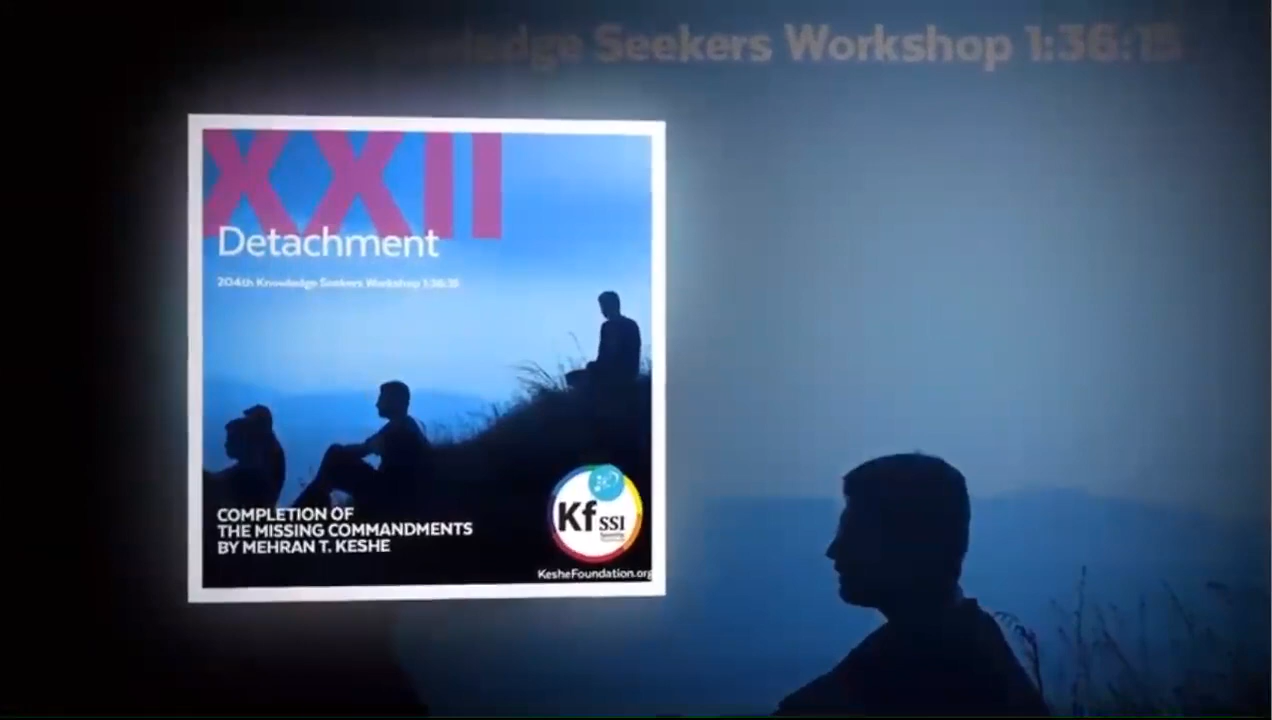 Knowledge Seekers Workshop 1:36:15
XXII
Detachment
204th Knowledge Seekers Workshop 1:36:15
COMPLETION OF
THE MISSING COMMANDMENTS
BY MEHRAN T. KESHE
Kf SSI
KesheFoundation.org